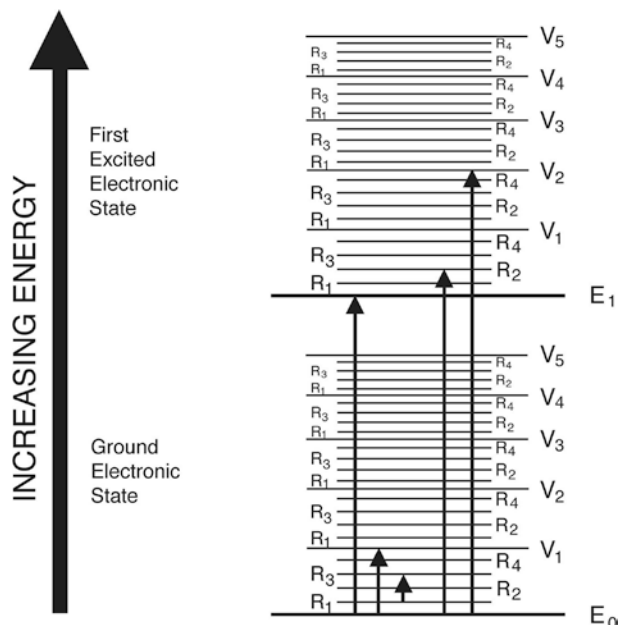 INCREASING ENERGY
First
Excited
Electronic
State
V5
R4
R3
R2
R1
V4
R4
R3
R2
R1
V3
R4
R3
R2
R1
V2
R4
R3
R2
R1
V1
R4
R3
R2
R1
E1
Ground
Electronic
State
V5
R4
R3
R2
R1
V4
R4
R3
R2
R1
V3
R4
R3
R2
R1
V2
R4
R3
R2
R1
V1
R4
R3
R2
R1
E0